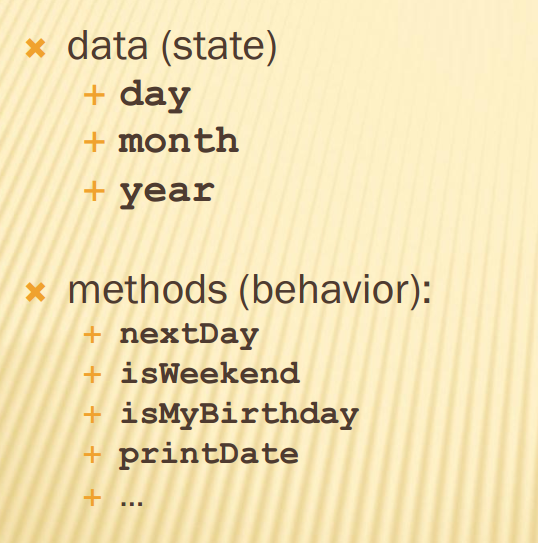 data (state)
day
month
year
methods (behavior):
nextDay
isWeekend
isMyBirthday
printDate
...